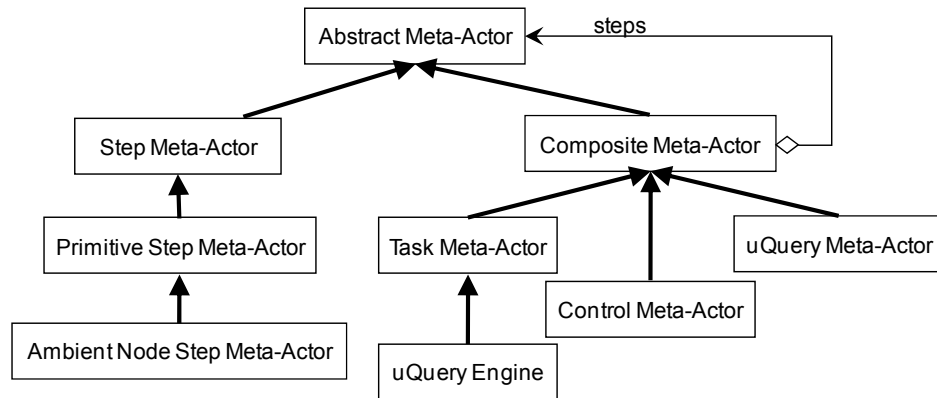 Abstract Meta-Actor
steps
Step Meta-Actor
Composite Meta-Actor
Primitive Step Meta-Actor
Task Meta-Actor
uQuery Meta-Actor
Control Meta-Actor
Ambient Node Step Meta-Actor
uQuery Engine